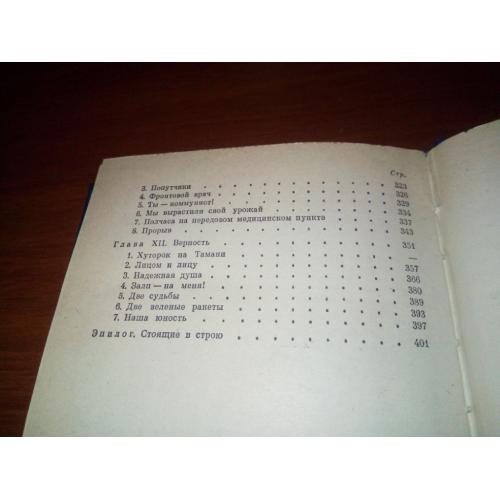 Стр.
3. Попутчики . . . . . . . . . . . . 323
4. Фронтовой врач . . . . . . . . . . . 326
5. Ты — коммунист! . . . . . . . . . . . 329
6. Мы вырастили свой урожай . . . . . . . . 334
7. Полчаса на передовом медицинском пункте . . . . 337
8. Прорыв . . . . . . . . . . . . . 343
Глава XII. Верность . . . . . . . . . . 351
1. Хуторок на Тамани . . . . . . . . . . —
2. Лицом к лицу . . . . . . . . . . . 357
3. Надежная душа . . . . . . . . . . . 366
4. Залп — на меня! . . . . . . . . . . . 380
5. Две судьбы . . . . . . . . . . . . 389
6. Две зеленые ракеты . . . . . . . . . . 393
7. Наша юность . . . . . . . . . . . . 397
Эпилог. Стоящие в строю . . . . . . . . . 401